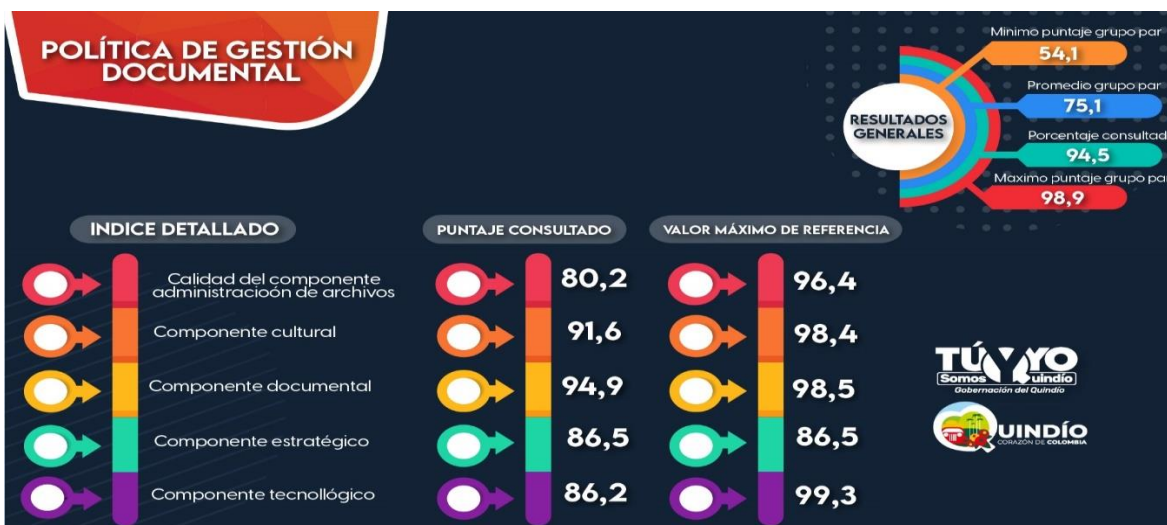 POLÍTICA DE GESTIÓN
DOCUMENTAL
Minimo puntaje grupo par
54,1
Promedio grupo par
75,1
RESULTADOS
GENERALES
Porcentaje consultad
94,5
Maximo puntaje grupo par
98,9
INDICE DETALLADO
PUNTAJE CONSULTADO
VALOR MÁXIMO DE REFERENCIA
Calidad del componente
administracioón de archivos
80,2
96,4
Componente cultural
91,6
98,4
Componente documental
94,9
98,5
Componente estratégico
86,5
86,5
Componente tecnollógico
86,2
99,3
TÚ Y YO
Somos Quindío
Gobernación del Quindío
QUINDÍO
CORAZÓN DE COLOMBIA